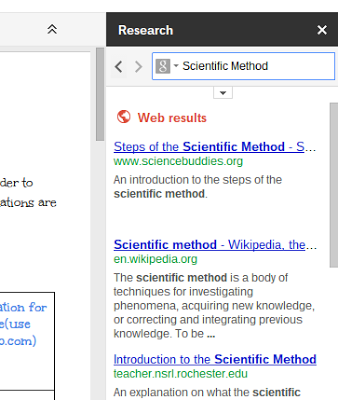 Research
Scientific Method
Web results
Steps of the Scientific Method - S...
www.sciencebuddies.org
An introduction to the steps of the
scientific method.
Scientific method - Wikipedia, the...
en.wikipedia.org
The scientific method is a body of
techniques for investigating
phenomena, acquiring new knowledge,
or correcting and integrating previous
knowledge. To be ...
Introduction to the Scientific Method
teacher.nsrl.rochester.edu
An explanation on what the scientific
der to
ations are
ation for
e(use
o.com)